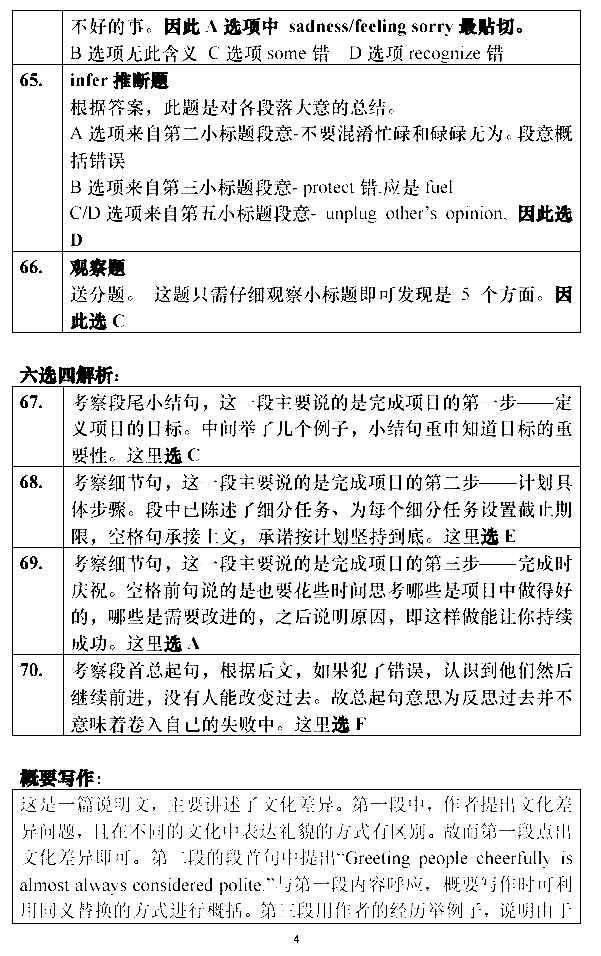 不好的事。因此 A 选项中 sadness/feeling sorry 最贴切。
B 选项无此含义 C 选项 some 错 D 选项 recognize 错
65. infer 推断题
根据答案，此题是对各段落大意的总结。
A 选项来自第二小标题段意-不要混淆忙碌和碌碌无为。段意概
括错误
B 选项来自第三小标题段意- protect 错.应是 fuel
C/D 选项来自第五小标题段意- unplug other's opinion. 因此选
D
66. 观察题
送分题。 这题只需仔细观察小标题即可发现是 5 个方面。因
此选 C
六选四解析：
67. 考察段尾小结句，这一段主要说的是完成项目的第一步——定
义项目的目标。中间举了几个例子，小结句重申知道目标的重
要性。这里选 C
68. 考察细节句，这一段主要说的是完成项目的第二步——计划具
体步骤。段中已陈述了细分任务、为每个细分任务设置截止期
限，空格句承接上文，承诺按计划坚持到底。这里选 E
69. 考察细节句，这一段主要说的是完成项目的第三步——完成时
庆祝。空格前句说的是也要花些时间思考哪些是项目中做得好
的，哪些是需要改进的，之后说明原因，即这样做能让你持续
成功。这里选 A
70. 考察段首总起句，根据后文，如果犯了错误，认识到他们然后
继续前进，没有人能改变过去。故总起句意思为反思过去并不
意味着卷入自己的失败中。这里选 F
概要写作：
这是一篇说明文，主要讲述了文化差异。第一段中，作者提出文化差
异问题，且在不同的文化中表达礼貌的方式有区别。故而第一段点出
文化差异即可。第二段的段首句中提出“Greeting people cheerfully is
almost always considered polite.”与第一段内容呼应，概要写作时可利
用同义替换的方式进行概括。第三段用作者的经历举例子，说明由于
4